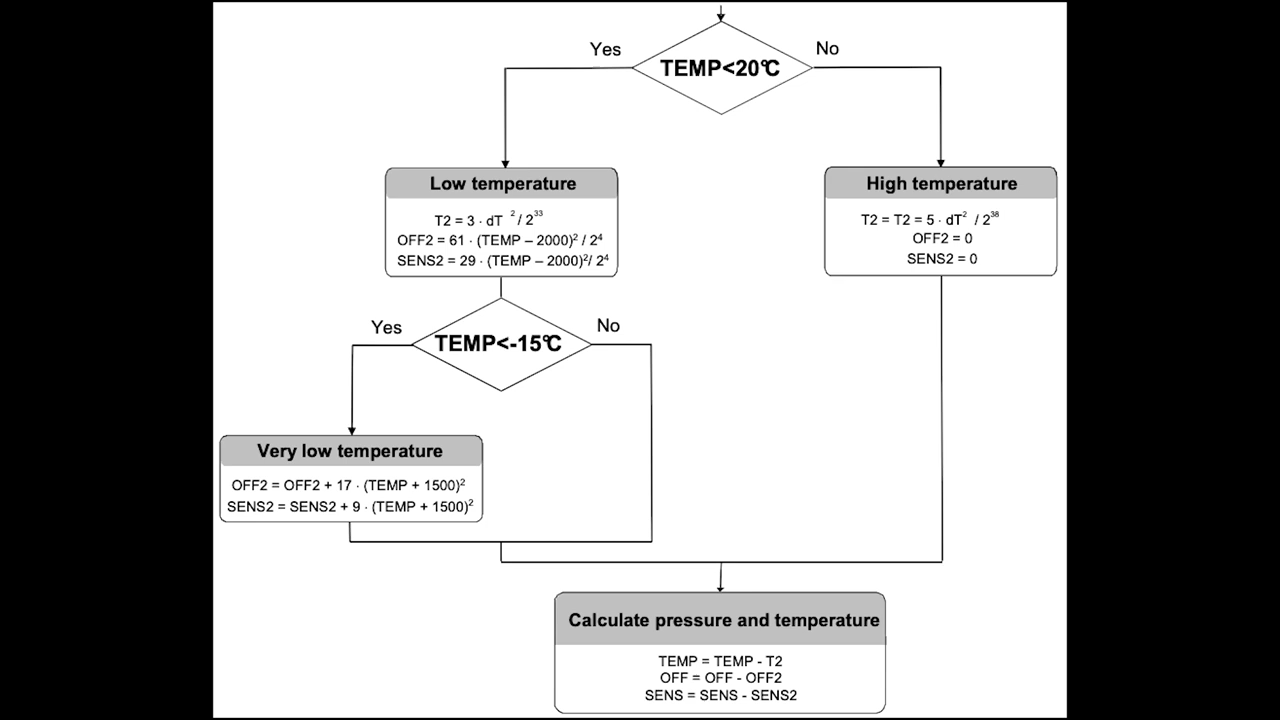 TEMP<20°C
Yes
No
Low temperature
T2 = 3 · dT ² / 2³³
OFF2 = 61 · (TEMP – 2000)² / 2⁴
SENS2 = 29 · (TEMP – 2000)²/ 2⁴
High temperature
T2 = T2 = 5 · dT² / 2³⁸
OFF2 = 0
SENS2 = 0
TEMP<-15°C
Yes
No
Very low temperature
OFF2 = OFF2 + 17 · (TEMP + 1500)²
SENS2 = SENS2 + 9 · (TEMP + 1500)²
Calculate pressure and temperature
TEMP = TEMP - T2
OFF = OFF - OFF2
SENS = SENS - SENS2